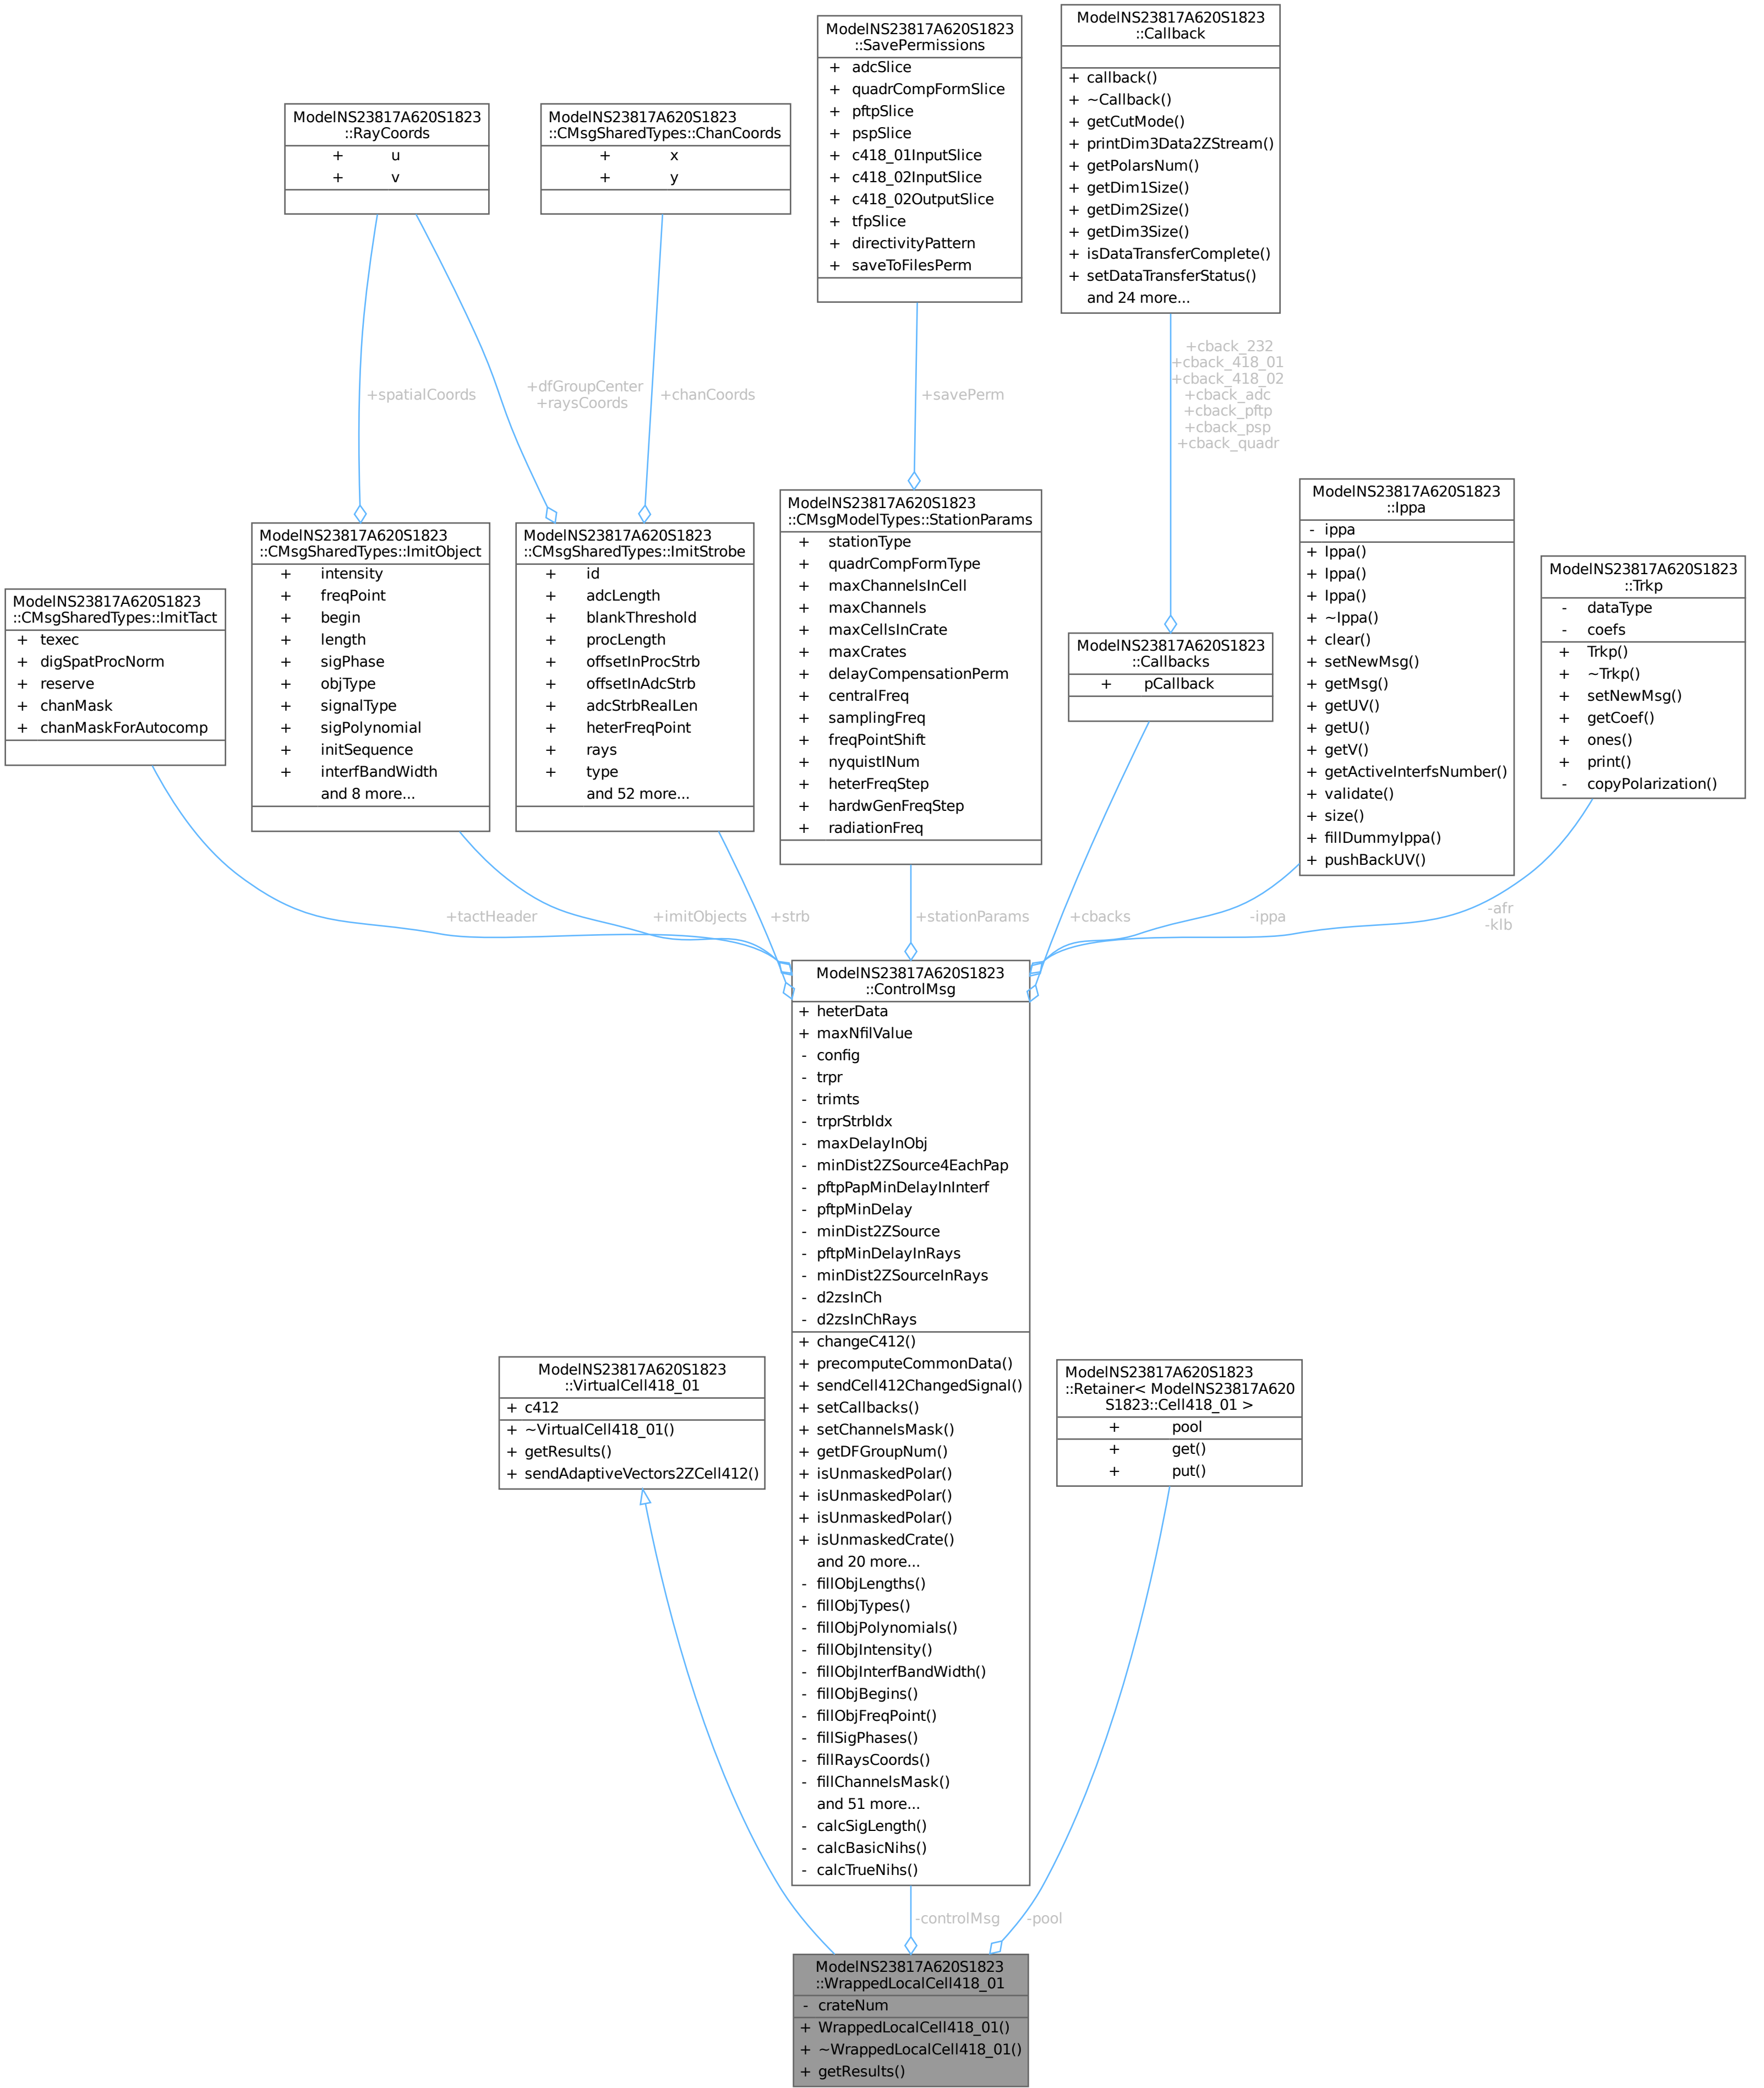 ModelNS23817A620S1823
::Callback
+ callback()
+ ~Callback()
+ getCutMode()
+ printDim3Data2ZStream()
+ getPolarsNum()
+ getDim1Size()
+ getDim2Size()
+ getDim3Size()
+ isDataTransferComplete()
+ setDataTransferStatus()
and 24 more...
ModelNS23817A620S1823
::SavePermissions
+ adcSlice
+ quadrCompFormSlice
+ pftpSlice
+ pspSlice
+ c418_01InputSlice
+ c418_02InputSlice
+ c418_02OutputSlice
+ tfpSlice
+ directivityPattern
+ saveToFilesPerm
ModelNS23817A620S1823
::RayCoords
+ u
+ v
ModelNS23817A620S1823
::CMsgSharedTypes::ChanCoords
+ x
+ y
+spatialCoords
+dfGroupCenter
+raysCoords
+chanCoords
+savePerm
+cback_232
+cback_418_01
+cback_418_02
+cback_adc
+cback_pftp
+cback_psp
+cback_quadr
ModelNS23817A620S1823
::CMsgSharedTypes::ImitTact
+ texec
+ digSpatProcNorm
+ reserve
+ chanMask
+ chanMaskForAutocomp
ModelNS23817A620S1823
::CMsgSharedTypes::ImitObject
+ intensity
+ freqPoint
+ begin
+ length
+ sigPhase
+ objType
+ signalType
+ sigPolynomial
+ initSequence
+ interfBandWidth
and 8 more...
ModelNS23817A620S1823
::CMsgSharedTypes::ImitStrobe
+ id
+ adcLength
+ blankThreshold
+ procLength
+ offsetInProcStrb
+ offsetInAdcStrb
+ adcStrbRealLen
+ heterFreqPoint
+ rays
+ type
and 52 more...
ModelNS23817A620S1823
::CMsgModelTypes::StationParams
+ stationType
+ quadrCompFormType
+ maxChannelsInCell
+ maxChannels
+ maxCellsInCrate
+ maxCrates
+ delayCompensationPerm
+ centralFreq
+ samplingFreq
+ freqPointShift
+ nyquistINum
+ heterFreqStep
+ hardwGenFreqStep
+ radiationFreq
ModelNS23817A620S1823
::Callbacks
+ pCallback
ModelNS23817A620S1823
::Ippa
- ippa
+ Ippa()
+ Ippa()
+ Ippa()
+ ~Ippa()
+ clear()
+ setNewMsg()
+ getMsg()
+ getUV()
+ getU()
+ getV()
+ getActiveInterfsNumber()
+ validate()
+ size()
+ fillDummyIppa()
+ pushBackUV()
ModelNS23817A620S1823
::Trkp
- dataType
- coefs
+ Trkp()
+ ~Trkp()
+ setNewMsg()
+ getCoef()
+ ones()
+ print()
- copyPolarization()
+tactHeader
+imitObjects
+strb
+stationParams
+cbacks
-ippa
-afr
-klb
ModelNS23817A620S1823
::ControlMsg
+ heterData
+ maxNfilValue
- config
- trpr
- trimts
- trprStrbIdx
- maxDelayInObj
- minDist2ZSource4EachPap
- pftpPapMinDelayInInterf
- pftpMinDelay
- minDist2ZSource
- pftpMinDelayInRays
- minDist2ZSourceInRays
- d2zsInCh
- d2zsInChRays
+ changeC412()
+ precomputeCommonData()
+ sendCell412ChangedSignal()
+ setCallbacks()
+ setChannelsMask()
+ getDFGroupNum()
+ isUnmaskedPolar()
+ isUnmaskedPolar()
+ isUnmaskedPolar()
+ isUnmaskedCrate()
and 20 more...
- fillObjLengths()
- fillObjTypes()
- fillObjPolynomials()
- fillObjIntensity()
- fillObjInterfBandWidth()
- fillObjBegins()
- fillObjFreqPoint()
- fillSigPhases()
- fillRaysCoords()
- fillChannelsMask()
and 51 more...
- calcSigLength()
- calcBasicNihs()
- calcTrueNihs()
ModelNS23817A620S1823
::VirtualCell418_01
+ c412
+ ~VirtualCell418_01()
+ getResults()
+ sendAdaptiveVectors2ZCell412()
ModelNS23817A620S1823
::Retainer< ModelNS23817A620
S1823::Cell418_01 >
+ pool
+ get()
+ put()
-controlMsg
-pool
ModelNS23817A620S1823
::WrappedLocalCell418_01
- crateNum
+ WrappedLocalCell418_01()
+ ~WrappedLocalCell418_01()
+ getResults()